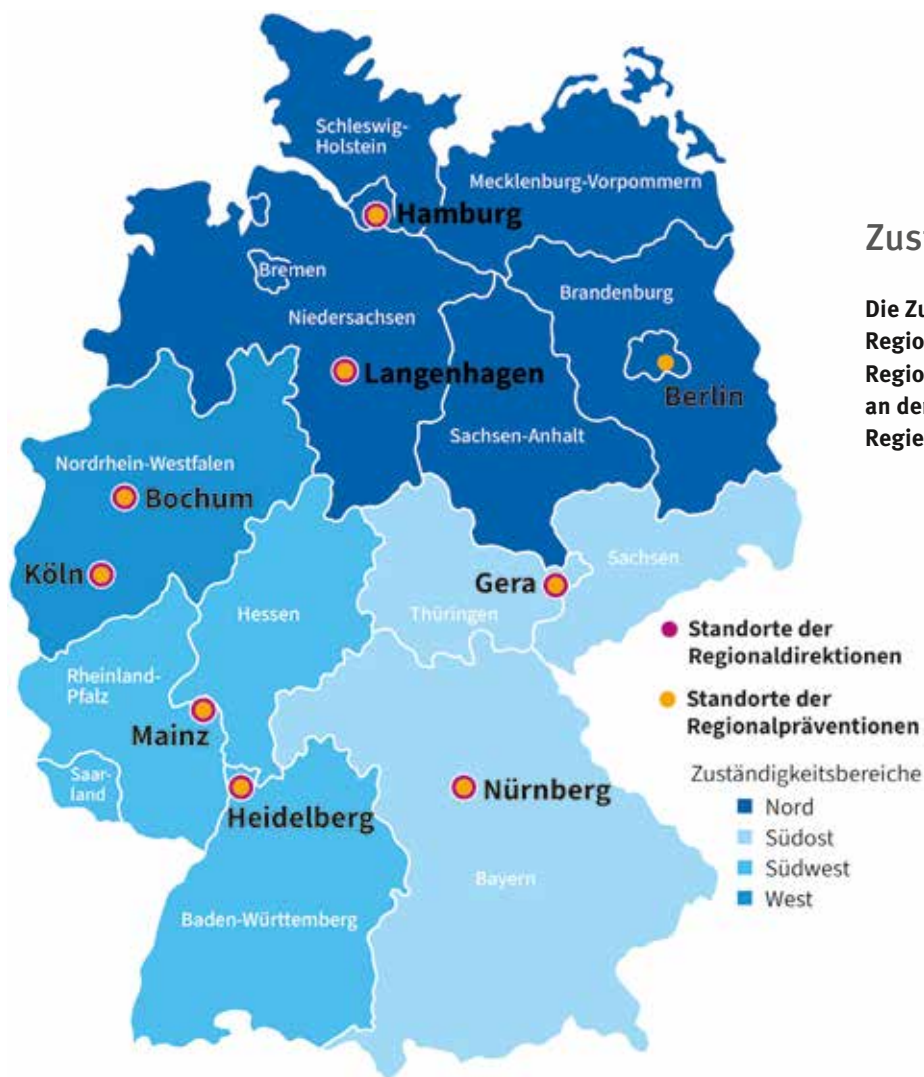 Schleswig-
Holstein
Mecklenburg-Vorpommern
Hamburg
Bremen
Niedersachsen
Brandenburg
Langenhagen
Berlin
Sachsen-Anhalt
Nordrhein-Westfalen
Bochum
Köln
Gera
Sachsen
Thüringen
Hessen
Rheinland-
Pfalz
Mainz
Saar-
land
Heidelberg
Nürnberg
Bayern
Baden-Württemberg
Standorte der
Regionaldirektionen
Standorte der
Regionalpräventionen
Zuständigkeitsbereiche
Nord
Südost
Südwest
West
Die
an